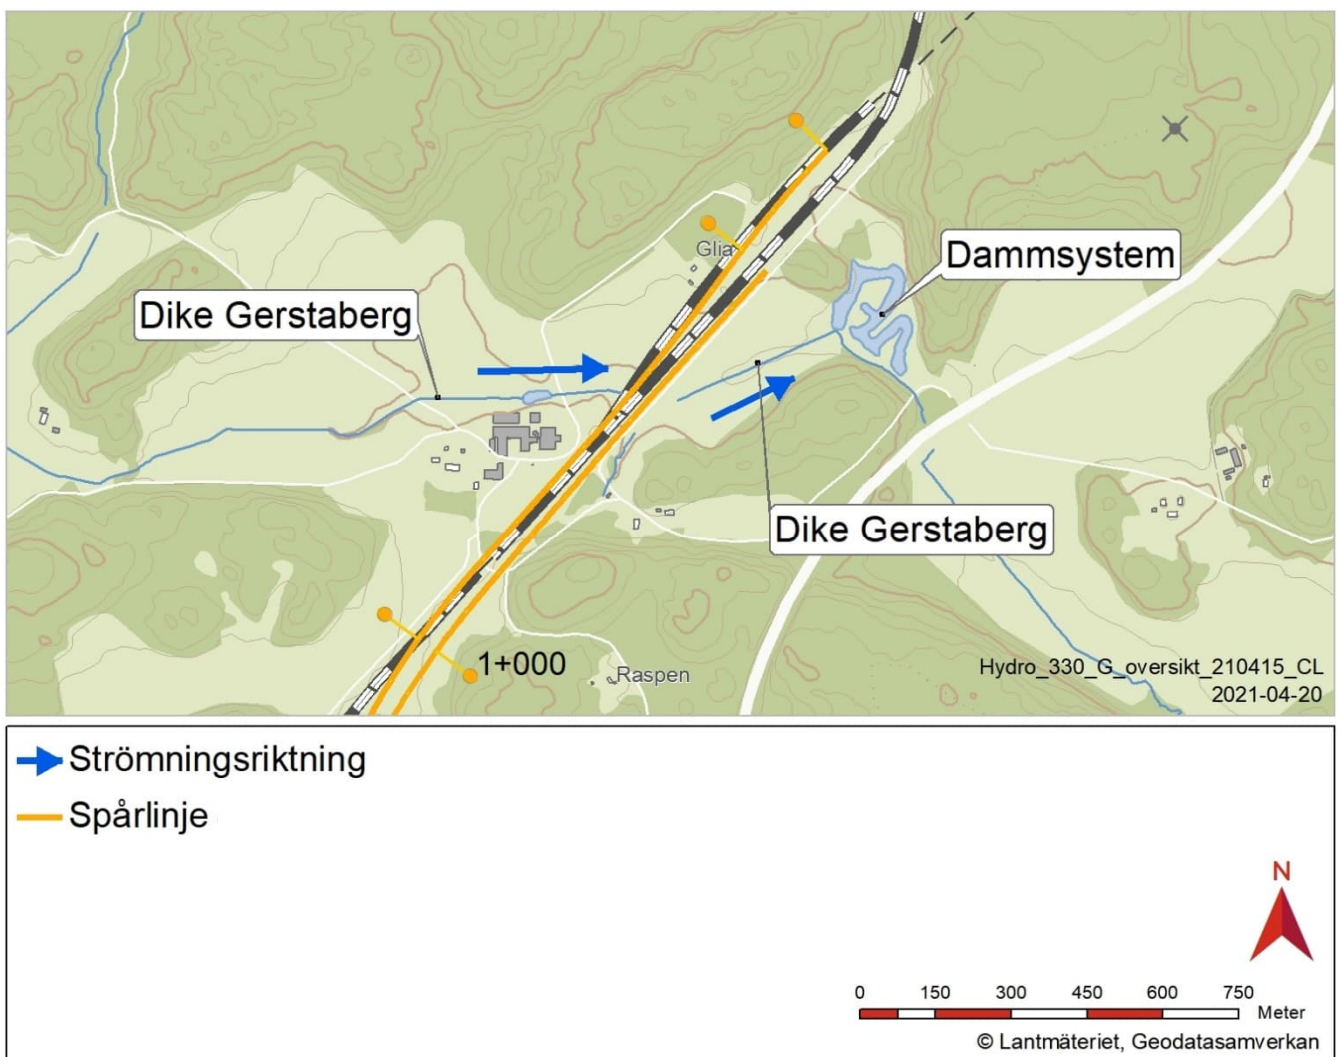 Glia
Dammsystem
Dike Gerstaberg
Dike Gerstaberg
1+000
Raspen
Hydro_330_G_oversikt_210415_CL
2021-04-20
Strömningsriktning
Spårlinje
N
0 150 300 450 600 750
Meter
© Lantmäteriet, Geodatasamverkan